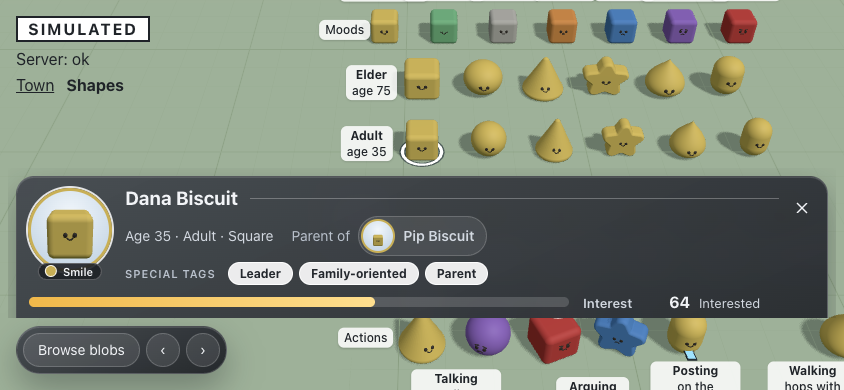 SIMULATED
Server: ok
Town Shapes
Moods
Elder
age 75
Adult
age 35
Dana Biscuit
Age 35 · Adult · Square Parent of Pip Biscuit
Smile
SPECIAL TAGS Leader Family-oriented Parent
Interest 64 Interested
Browse blobs ‹ ›
Actions
Talking
Arguing
Posting
on the
Walking
hops with